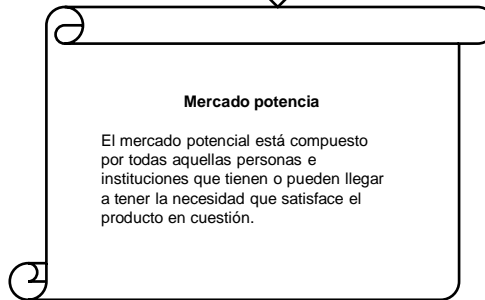 Mercado potencia
El mercado potencial está compuesto
por todas aquellas personas e
instituciones que tienen o pueden llegar
a tener la necesidad que satisface el
producto en cuestión.